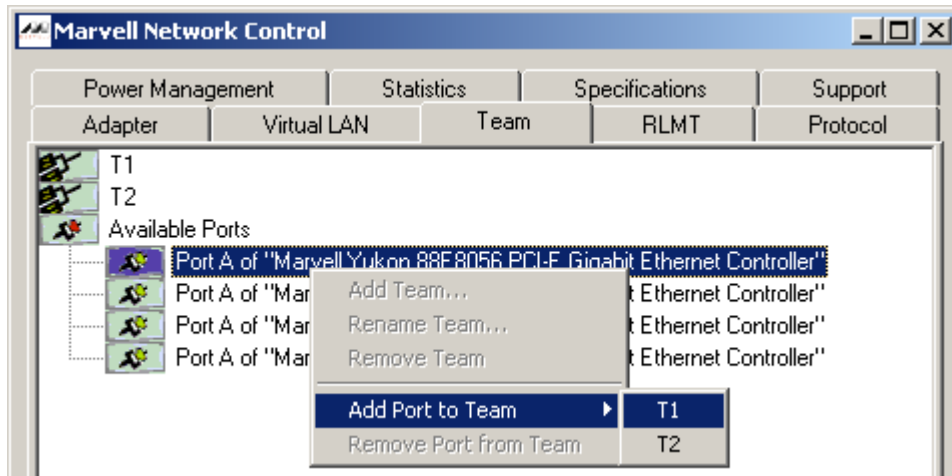 Marvell Network Control
Power Management Statistics Specifications Support
Adapter Virtual LAN Team RLMT Protocol
T1
T2
Available Ports
Port A of "Marvell Yukon 88E8056 PCI-E Gigabit Ethernet Controller"
Port A of "Mar t Ethernet Controller"
Port A of "Mar t Ethernet Controller"
Port A of "Mar t Ethernet Controller"
Add Team...
Rename Team...
Remove Team
Add Port to Team T1
Remove Port from Team T2